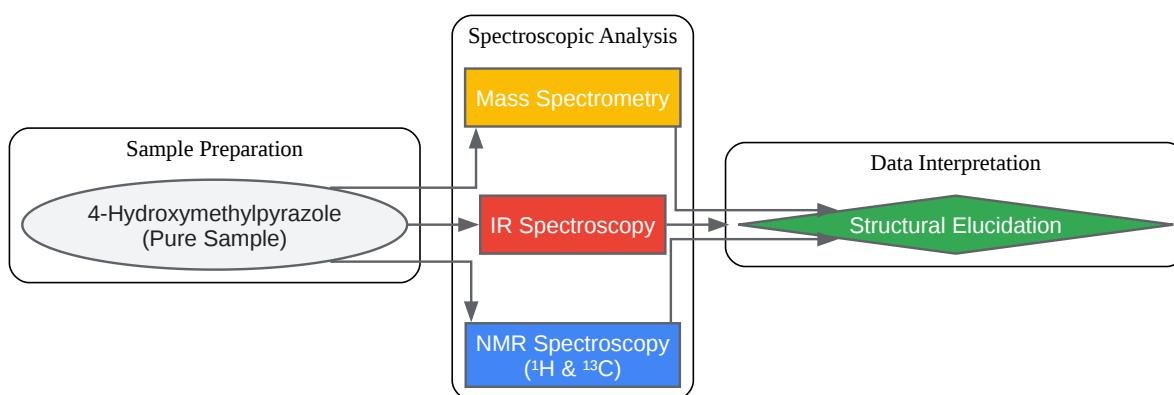 Sample Preparation
4-Hydroxymethylpyrazole
(Pure Sample)
Spectroscopic Analysis
Mass Spectrometry
IR Spectroscopy
NMR Spectroscopy
(¹H & ¹³C)
Data Interpretation
Structural Elucidation